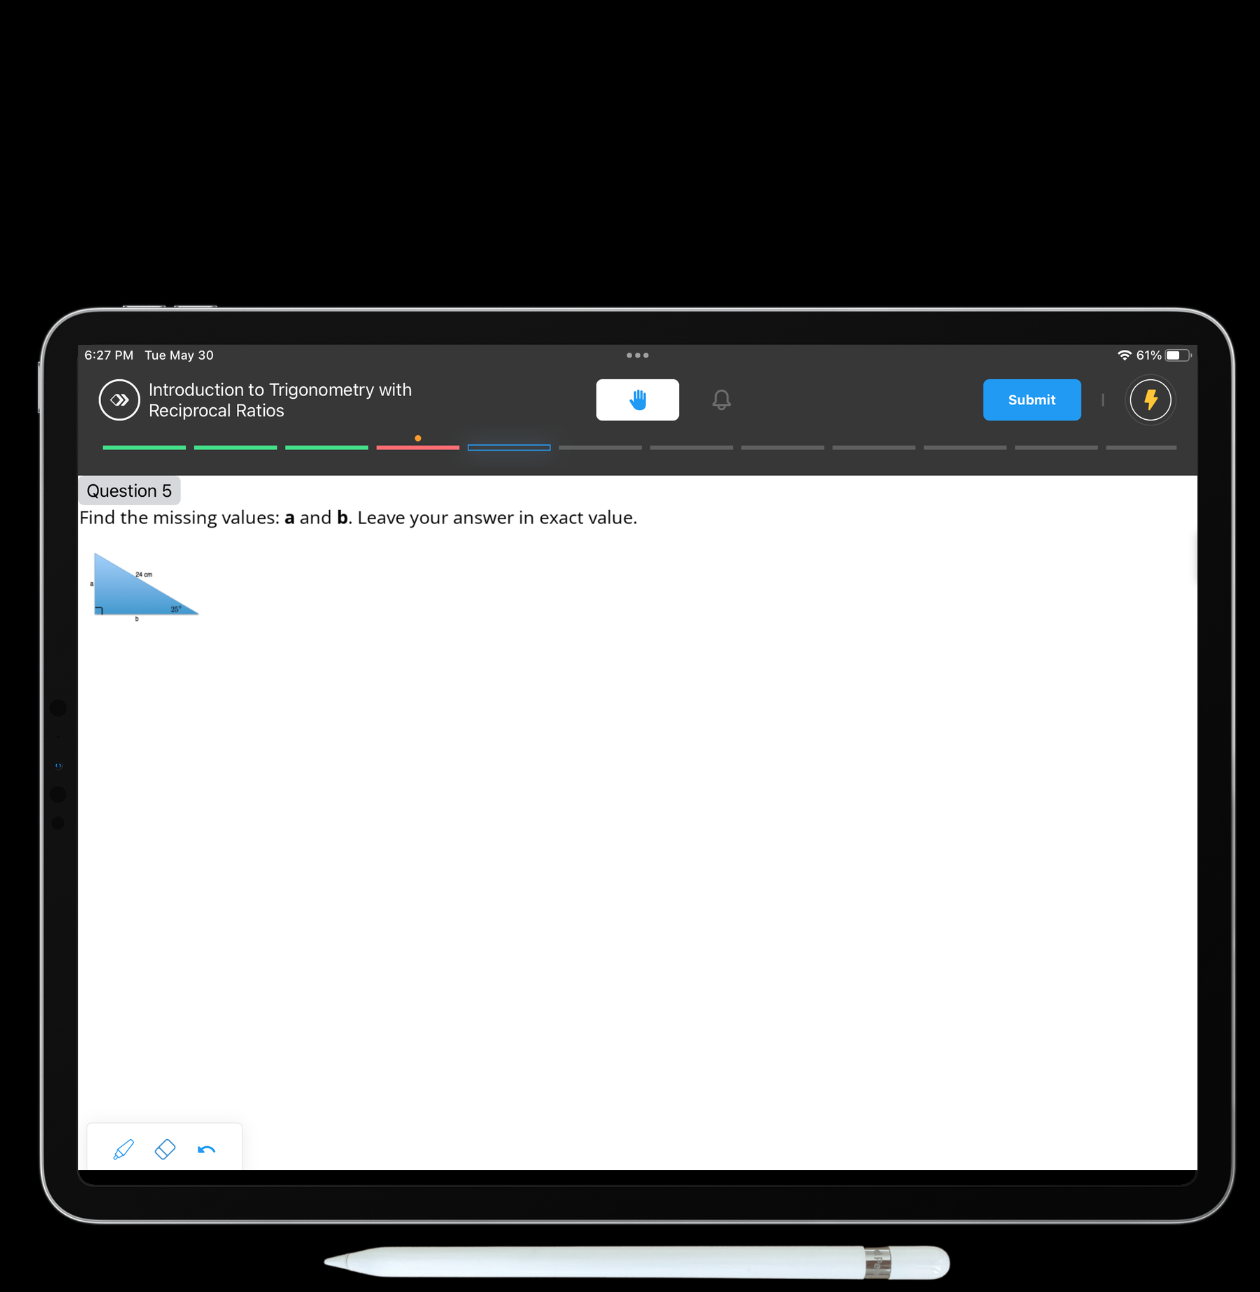 6:27 PM Tue May 30
61%
Introduction to Trigonometry with
Reciprocal Ratios
Submit
Question 5
Find the missing values: a and b. Leave your answer in exact value.
24 cm
a
25°
b